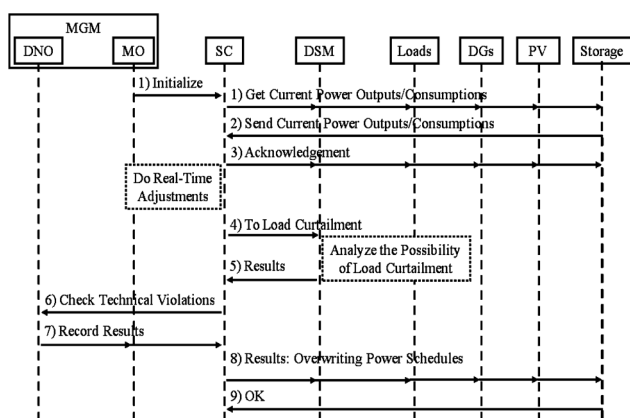 MGM
DNO MO SC DSM Loads DGs PV Storage
1) Initialize
1) Get Current Power Outputs/Consumptions
2) Send Current Power Outputs/Consumptions
3) Acknowledgement
Do Real-Time
Adjustments
4) To Load Curtailment
Analyze the Possibility
of Load Curtailment
5) Results
6) Check Technical Violations
7) Record Results
8) Results: Overwriting Power Schedules
9) OK